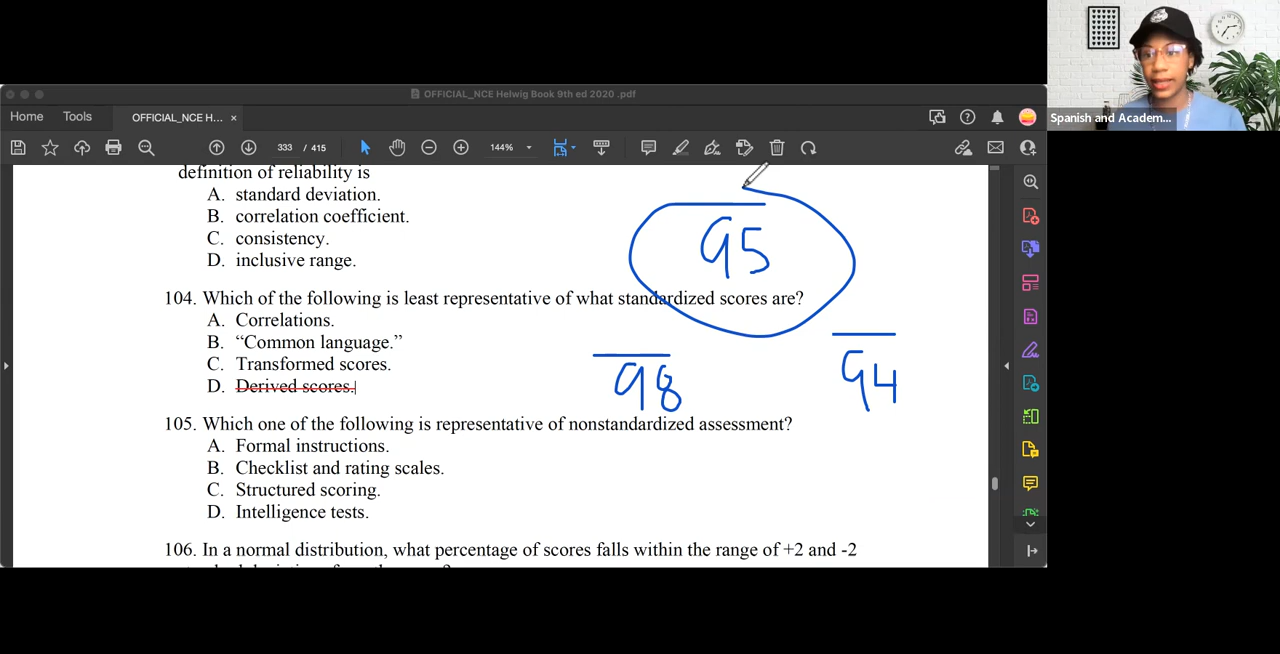 OFFICIAL_NCE Helwig Book 9th ed 2020 .pdf
Home Tools OFFICIAL_NCE H... ×
333 / 415 144%
Spanish and Academ...
definition of reliability is
A. standard deviation.
B. correlation coefficient.
C. consistency.
D. inclusive range.
95
104. Which of the following is least representative of what standardized scores are?
A. Correlations.
B. “Common language.”
C. Transformed scores.
D. Derived scores.
98
94
105. Which one of the following is representative of nonstandardized assessment?
A. Formal instructions.
B. Checklist and rating scales.
C. Structured scoring.
D. Intelligence tests.
106. In a normal distribution, what percentage of scores falls within the range of +2 and -2